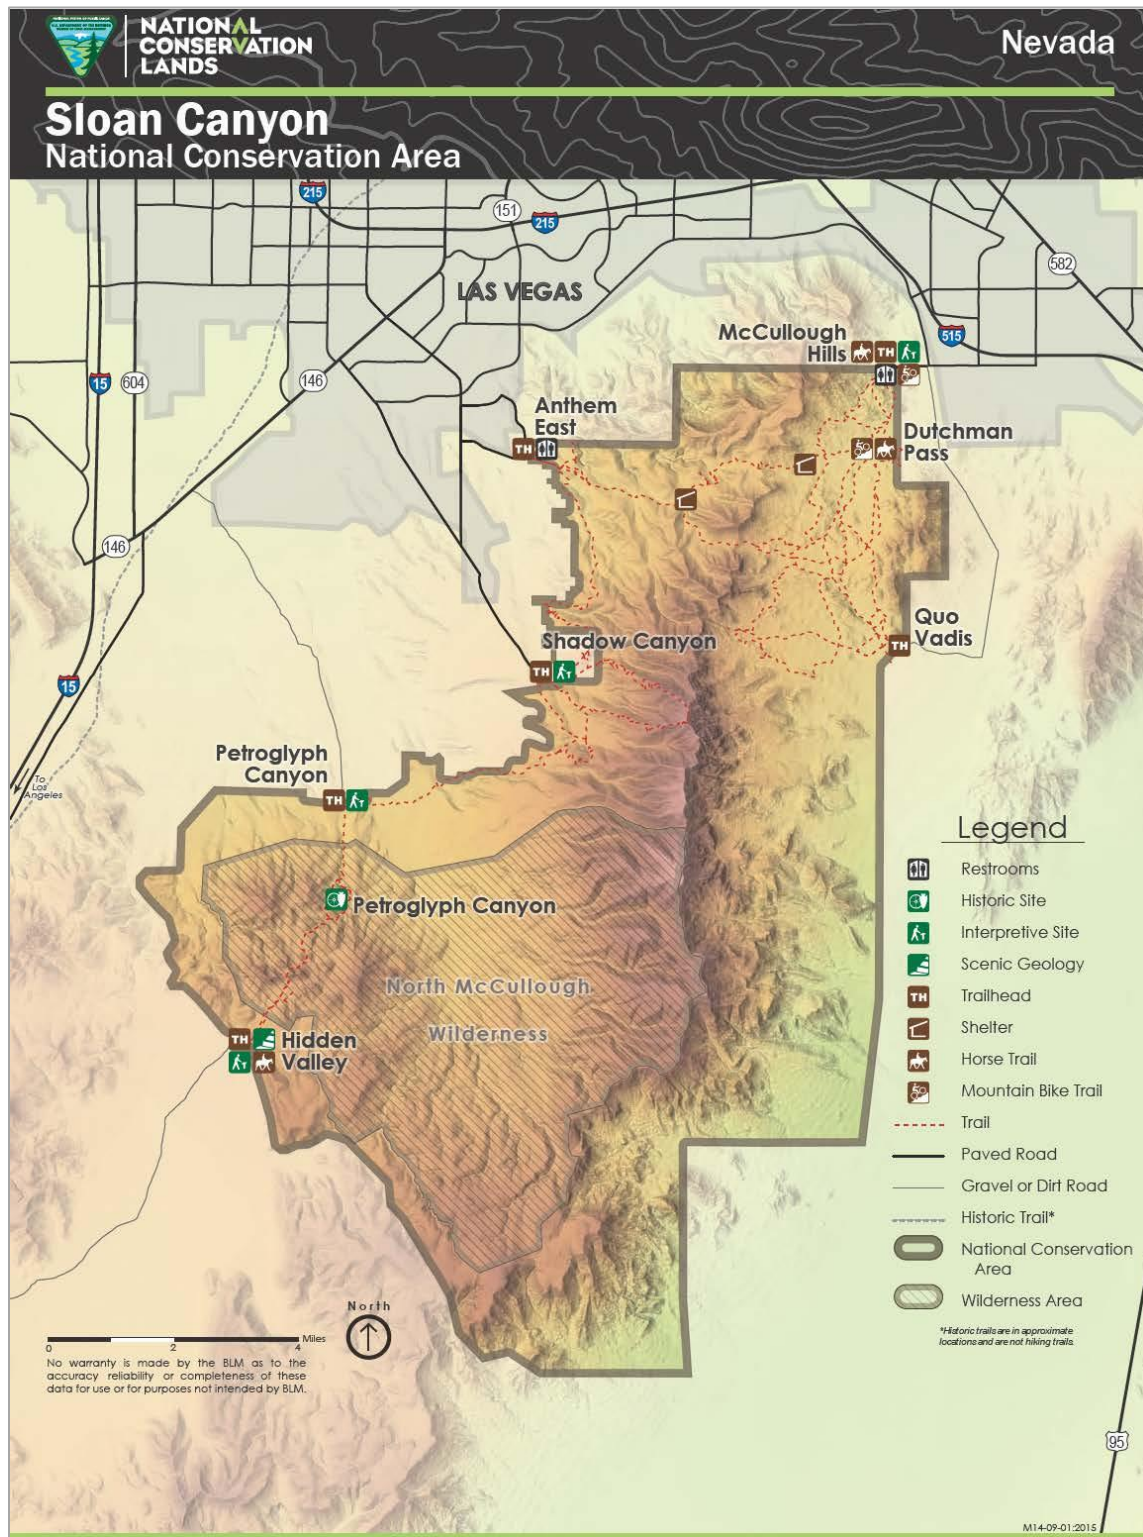 NATIONAL
CONSERVATION
LANDS
Nevada
Sloan Canyon
National Conservation Area
215
151
215
582
LAS VEGAS
McCullough
Hills
TH
515
15
604
146
Anthem
East
TH
Dutchman
Pass
146
Quo
Vadis
TH
Shadow Canyon
TH
15
Petroglyph
Canyon
TH
To
Los
Angeles
Petroglyph Canyon
North McCullough
Wilderness
TH
Hidden
Valley
Legend
Restrooms
Historic Site
Interpretive Site
Scenic Geology
TH
Trailhead
Shelter
Horse Trail
Mountain Bike Trail
Trail
Paved Road
Gravel or Dirt Road
Historic Trail*
National Conservation
Area
Wilderness Area
*Historic trails are in approximate
locations and are not hiking trails.
North
Miles
0 2 4
No warranty is made by the BLM as to the
accuracy reliability or completeness of these
data for use or for purposes not intended by BLM.
95
M14-09-01:2015